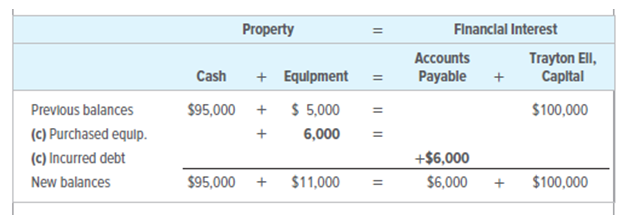 Property = Financial Interest
Accounts Trayton Ell,
Cash + Equipment = Payable + Capital
Previous balances $95,000 + $ 5,000 = $100,000
(c) Purchased equip. + 6,000 =
(c) Incurred debt +$6,000
New balances $95,000 + $11,000 = $6,000 + $100,000